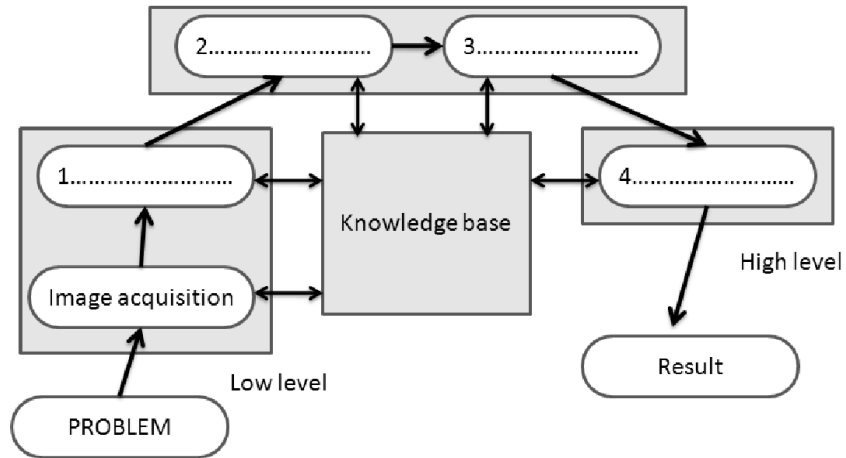 2...........................
3...........................
1...........................
Knowledge base
4...........................
High level
Image acquisition
Result
Low level
PROBLEM